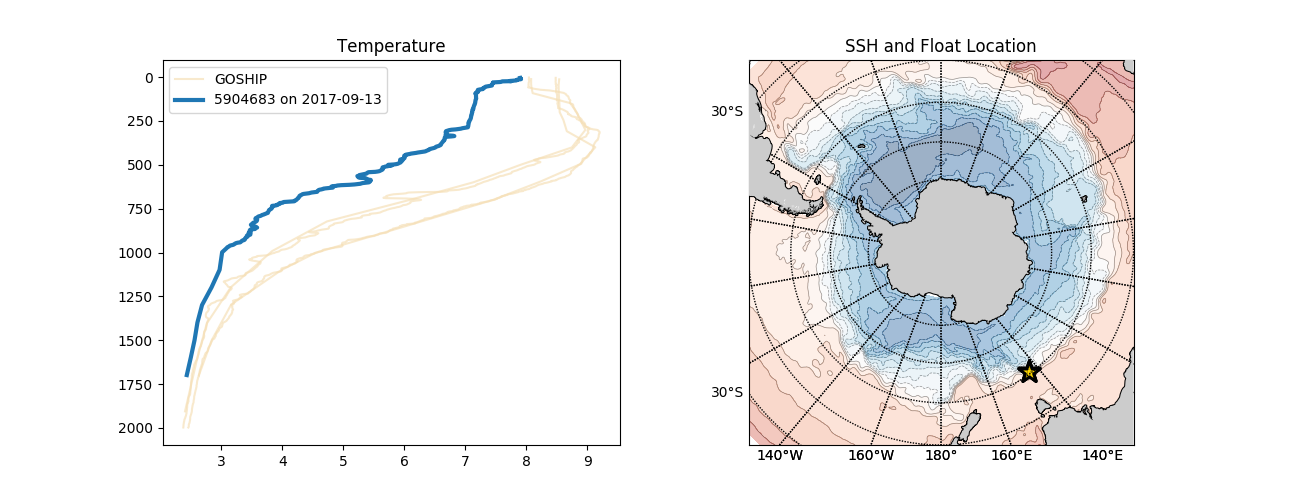 Temperature
GOSHIP
5904683 on 2017-09-13
0
250
500
750
1000
1250
1500
1750
2000
3 4 5 6 7 8 9
SSH and Float Location
30°S
30°S
140°W 160°W 180° 160°E 140°E